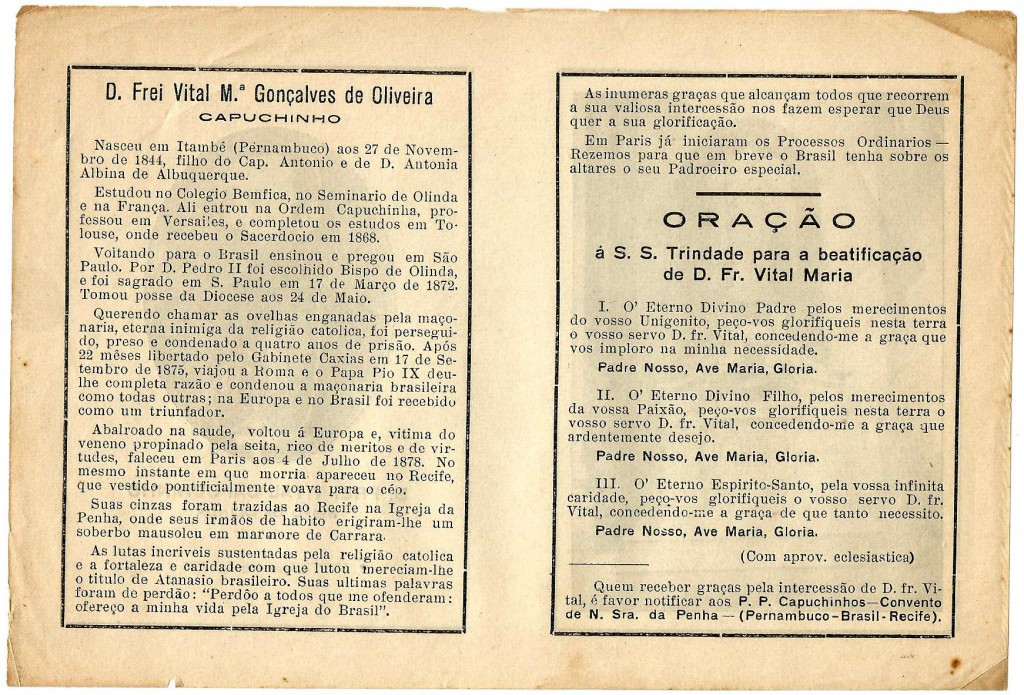 D. Frei Vital M.ª Gonçalves de Oliveira
CAPUCHINHO
Nasceu em Itambé (Pernambuco) aos 27 de Novem-
bro de 1844, filho do Cap. Antonio e de D. Antonia
Albina de Albuquerque.
Estudou no Colegio Bemfica, no Seminario de Olinda
e na França. Ali entrou na Ordem Capuchinha, pro-
fessou em Versailes, e completou os estudos em To-
louse, onde recebeu o Sacerdocio em 1868.
Voitando para o Brasil ensinou e pregou em São
Paulo. Por D. Pedro II foi escolhido Bispo de Olinda,
e foi sagrado em S. Paulo em 17 de Março de 1872.
Tomou posse da Diocese aos 24 de Maio.
Querendo chamar as ovelhas enganadas pela maço-
naria, eterna inimiga da religião catolica, foi persegui-
do, preso e condenado a quatro anos de prisão. Após
22 mêses libertado pelo Gabinete Caxias em 17 de Se-
tembro de 1875, viajou a Roma e o Papa Pio IX deu-
lhe completa razão e condenou a maçonaria brasileira
como todas outras; na Europa e no Brasil foi recebido
como um triunfador.
Abalroado na saude, voltou á Europa e, vitima do
veneno propinado pela seita, rico de meritos e de vir-
tudes, faleceu em Paris aos 4 de Julho de 1878. No
mesmo instante em que morria apareceu no Recife,
que vestido pontificialmente voava para o céo.
Suas cinzas foram trazidas ao Recife na Igreja da
Penha, onde seus irmãos de habito erigiram-lhe um
soberbo mausoleu em marmore de Carrara.
As lutas incriveis sustentadas pela religião catolica
e a fortaleza e caridade com que lutou mereciam-lhe
o titulo de Atanasio brasileiro. Suas ultimas palavras
foram de perdão: "Perdôo a todos que me ofenderam:
ofereço a minha vida pela Igreja do Brasil".
As inumeras graças que alcançam todos que recorrem
a sua valiosa intercessão nos fazem esperar que Deus
quer a sua glorificação.
Em Paris já iniciaram os Processos Ordinarios —
Rezemos para que em breve o Brasil tenha sobre os
altares o seu Padroeiro especial.
ORAÇÃO
á S. S. Trindade para a beatificação
de D. Fr. Vital Maria
I. O' Eterno Divino Padre pelos merecimentos
do vosso Unigenito, peço-vos glorifiqueis nesta terra
o vosso servo D. fr. Vital, concedendo-me a graça que
vos imploro na minha necessidade.
Padre Nosso, Ave Maria, Gloria.
II. O' Eterno Divino Filho, pelos merecimentos
da vossa Paixão, peço-vos glorifiqueis nesta terra o
vosso servo D. fr. Vital, concedendo-me a graça que
ardentemente desejo.
Padre Nosso, Ave Maria, Gloria.
III. O' Eterno Espirito-Santo, pela vossa infinita
caridade, peço-vos glorifiqueis o vosso servo D. fr.
Vital, concedendo-me a graça de que tanto necessito.
Padre Nosso, Ave Maria, Gloria.
(Com aprov. eclesiastica)
Quem receber graças pela intercessão de D. fr. Vi-
tal, é favor notificar aos P. P. Capuchinhos—Convento
de N. Sra. da Penha — (Pernambuco-Brasil-Recife).